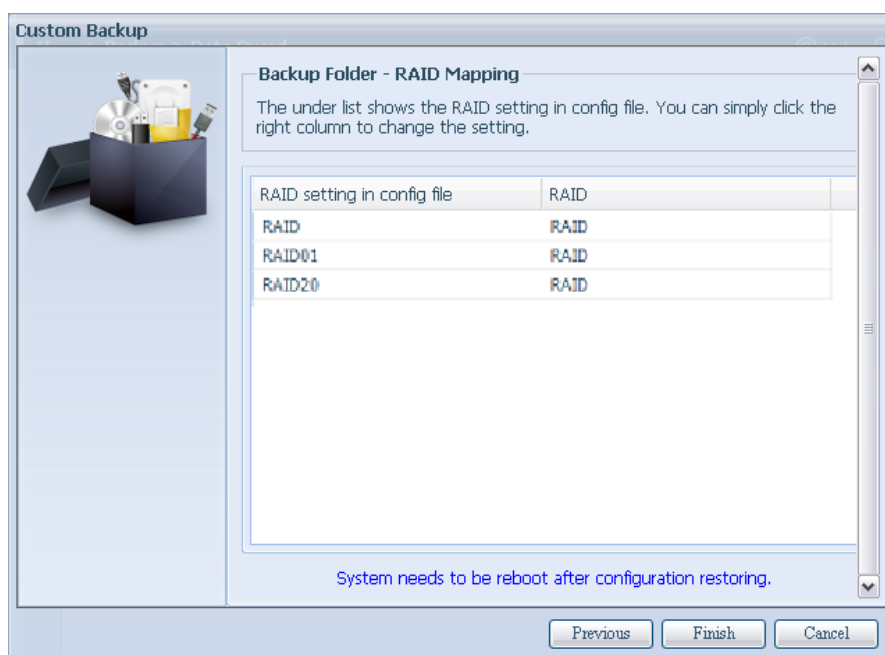 Custom Backup
Backup Folder - RAID Mapping
The under list shows the RAID setting in config file. You can simply click the
right column to change the setting.
RAID setting in config file RAID
RAID RAID
RAID01 RAID
RAID20 RAID
System needs to be reboot after configuration restoring.
Previous Finish Cancel